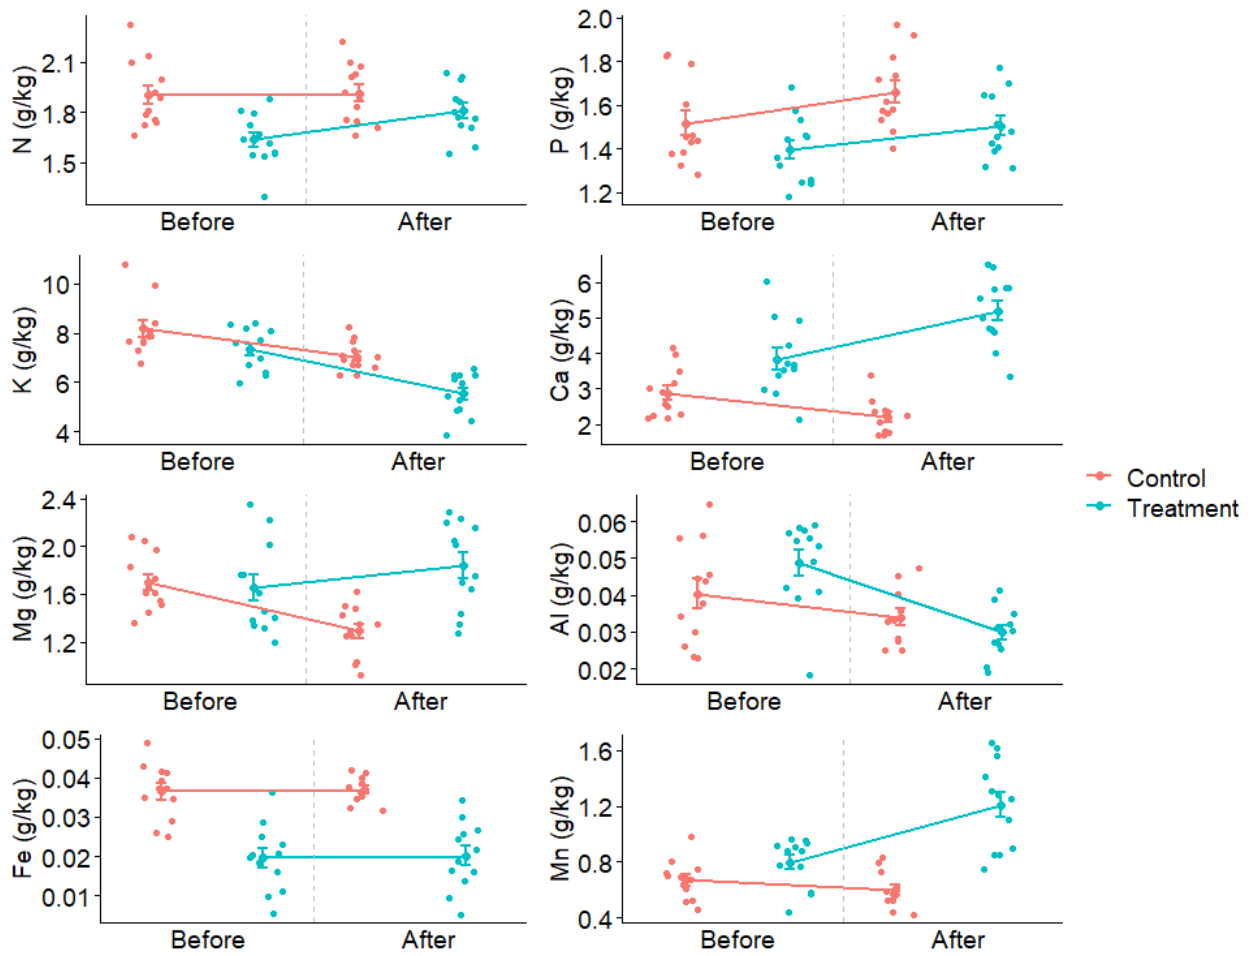 N (g/kg)
2.1
1.8
1.5
Before
After
P (g/kg)
2.0
1.8
1.6
1.4
1.2
Before
After
K (g/kg)
10
8
6
4
Before
After
Ca (g/kg)
6
5
4
3
2
Before
After
Control
Treatment
Mg (g/kg)
2.4
2.0
1.6
1.2
Before
After
Al (g/kg)
0.06
0.05
0.04
0.03
0.02
Before
After
Fe (g/kg)
0.05
0.04
0.03
0.02
0.01
Before
After
Mn (g/kg)
1.6
1.2
0.8
0.4
Before
After